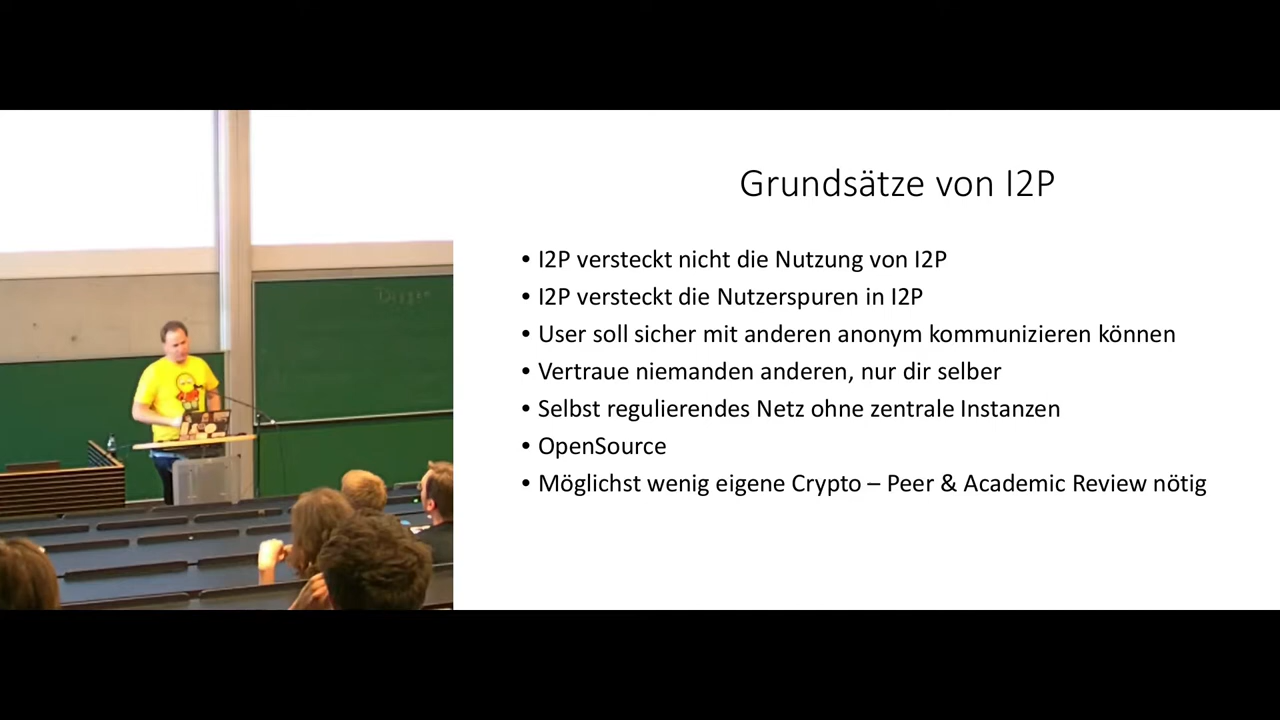 Grundsätze von I2P
• I2P versteckt nicht die Nutzung von I2P
• I2P versteckt die Nutzerspuren in I2P
• User soll sicher mit anderen anonym kommunizieren können
• Vertraue niemanden anderen, nur dir selber
• Selbst regulierendes Netz ohne zentrale Instanzen
• OpenSource
• Möglichst wenig eigene Crypto – Peer & Academic Review nötig